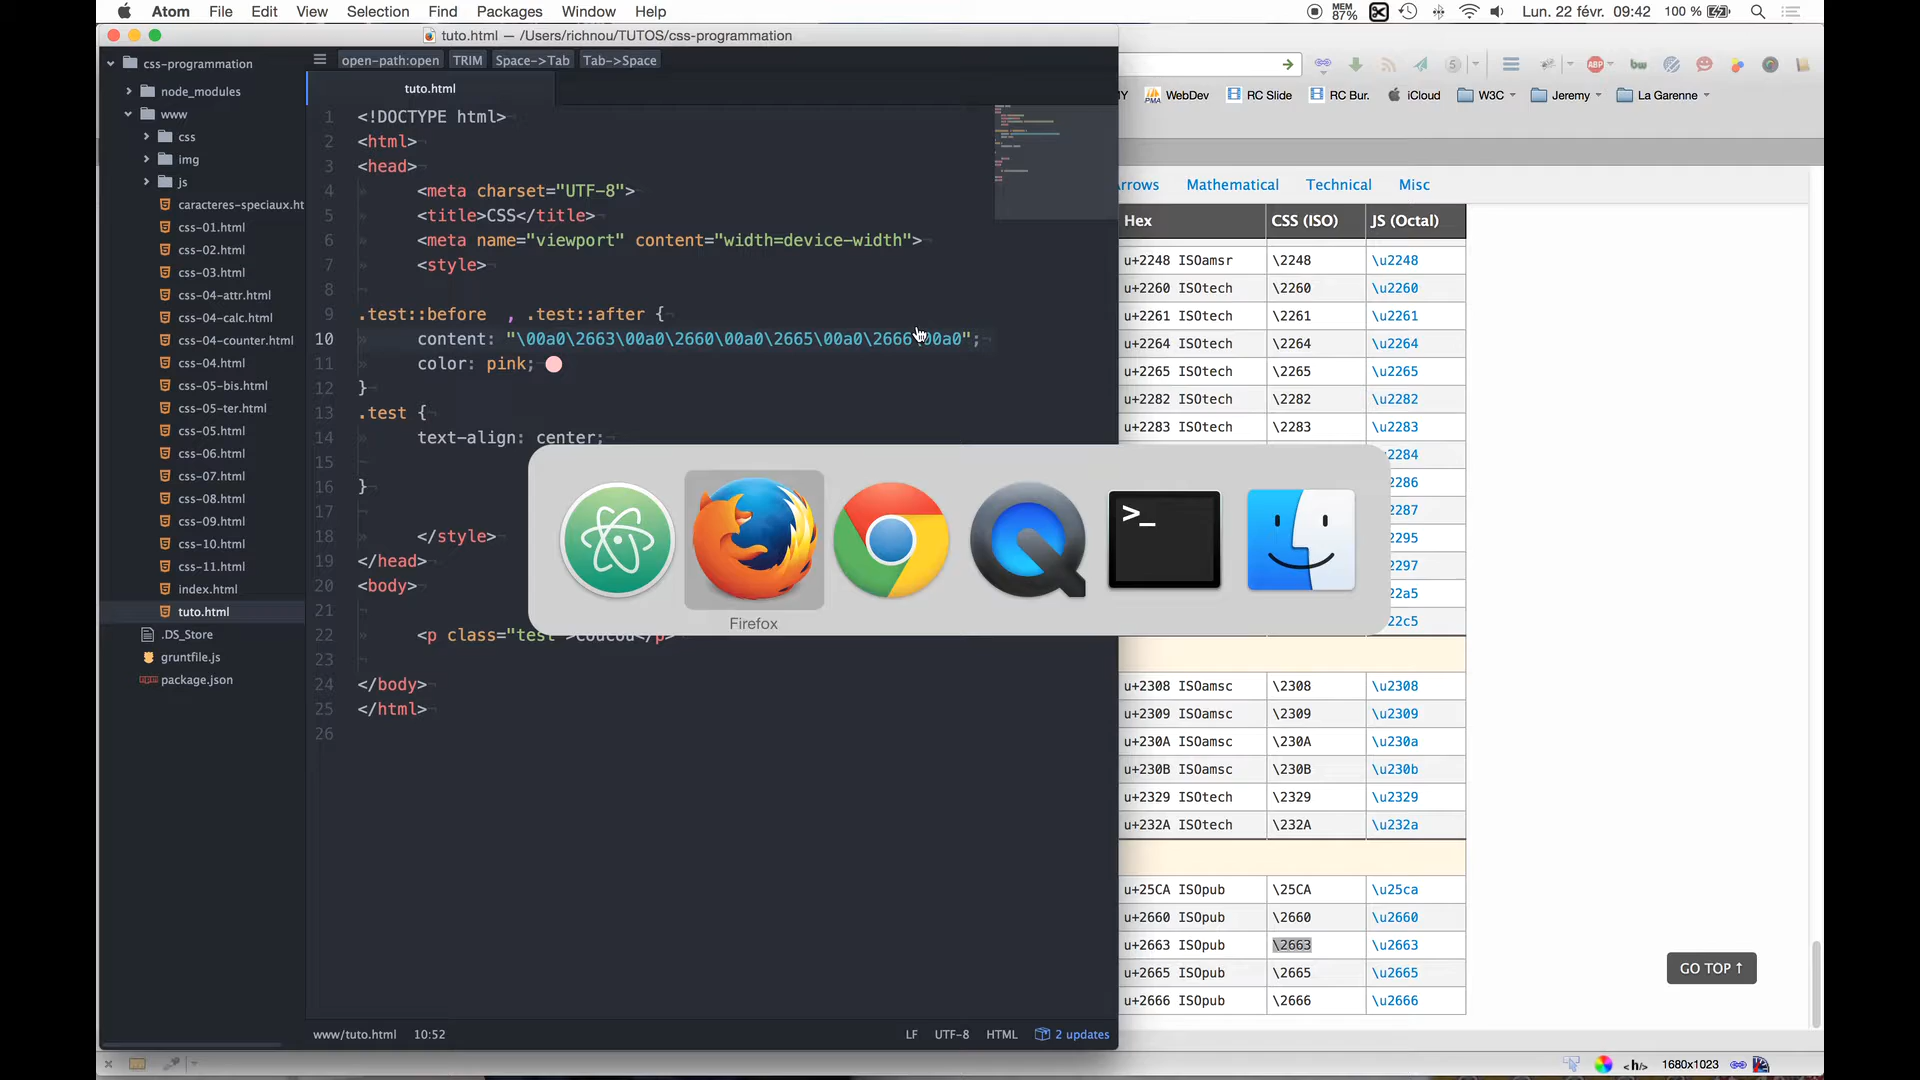 Atom File Edit View Selection Find Packages Window Help
MEM 87% Lun. 22 févr. 09:42 100 %
tuto.html — /Users/richnou/TUTOS/css-programmation
css-programmation
node_modules
www
css
img
js
caracteres-speciaux.ht
css-01.html
css-02.html
css-03.html
css-04-attr.html
css-04-calc.html
css-04-counter.html
css-04.html
css-05-bis.html
css-05-ter.html
css-05.html
css-06.html
css-07.html
css-08.html
css-09.html
css-10.html
css-11.html
index.html
tuto.html
.DS_Store
gruntfile.js
package.json
open-path:open TRIM Space->Tab Tab->Space
tuto.html
1 <!DOCTYPE html>
2 <html>
3 <head>
4 <meta charset="UTF-8">
5 <title>CSS</title>
6 <meta name="viewport" content="width=device-width">
7 <style>
8
9 .test::before , .test::after {
10 content: "\00a0\2663\00a0\2660\00a0\2665\00a0\2666\00a0";
11 color: pink;
12 }
13 .test {
14 text-align: center;
15
16 }
17
18 </style>
19 </head>
20 <body>
21
22 <p class="test">Coucou</p>
23
24 </body>
25 </html>
26
www/tuto.html 10:52 LF UTF-8 HTML 2 updates
Firefox
WebDev RC Slide RC Bur. iCloud W3C Jeremy La Garenne
rrows Mathematical Technical Misc
Hex CSS (ISO) JS (Octal)
u+2248 ISOamsr \2248 \u2248
u+2260 ISOtech \2260 \u2260
u+2261 ISOtech \2261 \u2261
u+2264 ISOtech \2264 \u2264
u+2265 ISOtech \2265 \u2265
u+2282 ISOtech \2282 \u2282
u+2283 ISOtech \2283 \u2283
2284
2286
2287
2295
2297
22a5
22c5
u+2308 ISOamsc \2308 \u2308
u+2309 ISOamsc \2309 \u2309
u+230A ISOamsc \230A \u230a
u+230B ISOamsc \230B \u230b
u+2329 ISOtech \2329 \u2329
u+232A ISOtech \232A \u232a
u+25CA ISOpub \25CA \u25ca
u+2660 ISOpub \2660 \u2660
u+2663 ISOpub \2663 \u2663
u+2665 ISOpub \2665 \u2665
u+2666 ISOpub \2666 \u2666
GO TOP ↑
<h/> 1680x1023